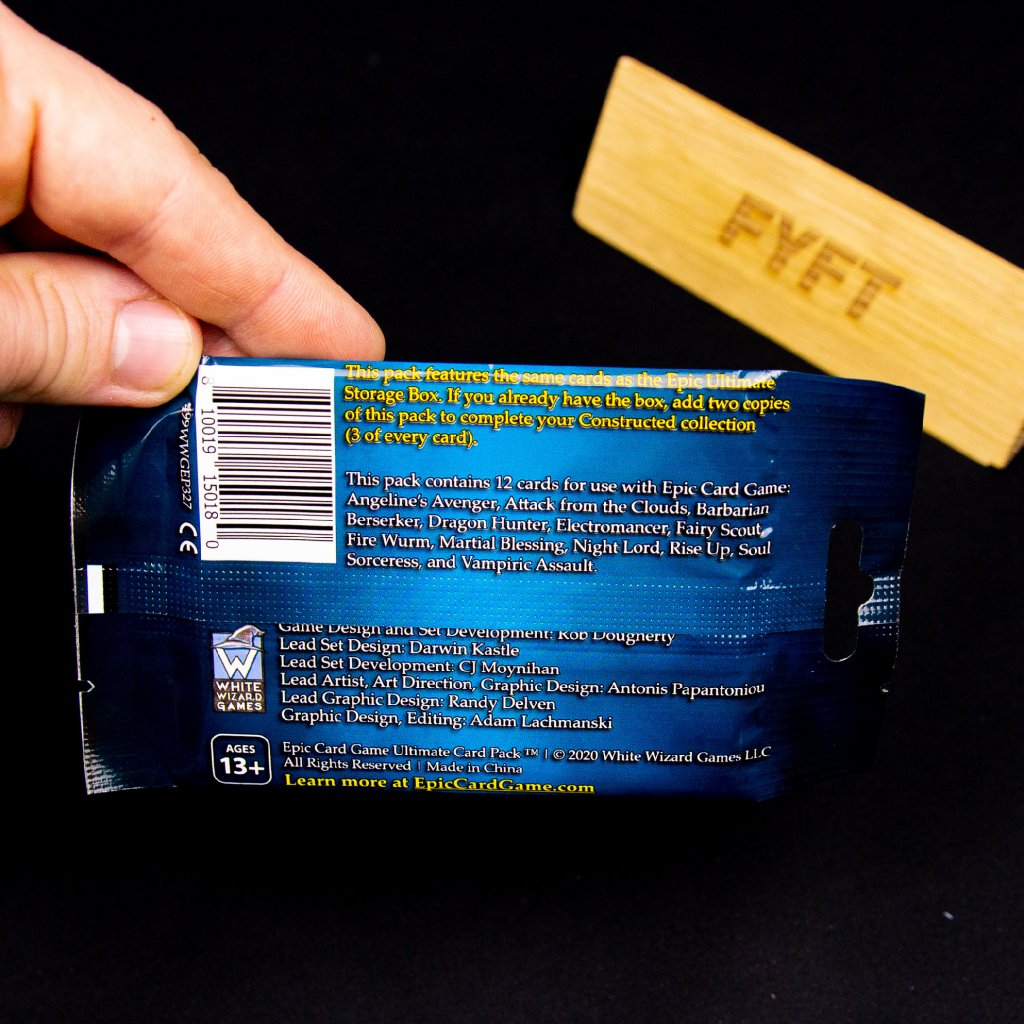 FYFT
This pack features the same cards as the Epic Ultimate
Storage Box. If you already have the box, add two copies
of this pack to complete your Constructed collection
(3 of every card).
This pack contains 12 cards for use with Epic Card Game:
Angeline's Avenger, Attack from the Clouds, Barbarian
Berserker, Dragon Hunter, Electromancer, Fairy Scout,
Fire Wurm, Martial Blessing, Night Lord, Rise Up, Soul
Sorceress, and Vampiric Assault.
8 10019 15018 0
499WWGEP327
CE
Game Design and Set Development: Rob Dougherty
Lead Set Design: Darwin Kastle
Lead Set Development: CJ Moynihan
Lead Artist, Art Direction, Graphic Design: Antonis Papantoniou
Lead Graphic Design: Randy Delven
Graphic Design, Editing: Adam Lachmanski
W
WHITE
WIZARD
GAMES
AGES
13+
Epic Card Game Ultimate Card Pack ™ | © 2020 White Wizard Games LLC
All Rights Reserved | Made in China
Learn more at EpicCardGame.com